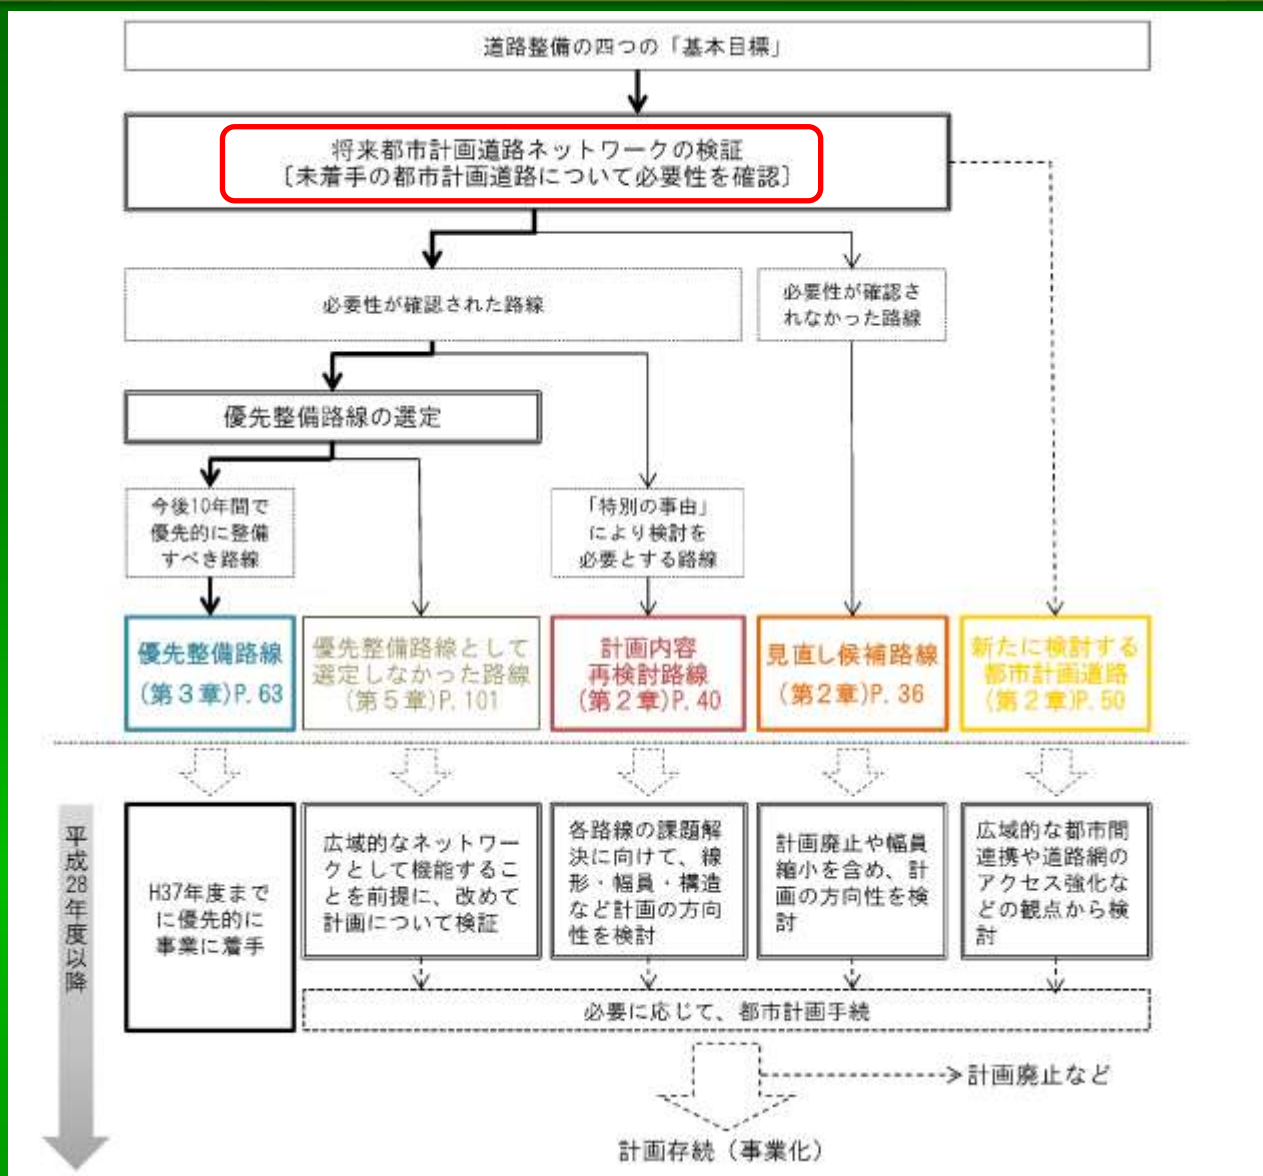 道路整備の四つの「基本目標」
将来都市計画道路ネットワークの検証
〔未着手の都市計画道路について必要性を確認〕
必要性が確認された路線
必要性が確認さ
れなかった路線
優先整備路線の選定
今後10年間で
優先的に整備
すべき路線
「特別の事由」
により検討を
必要とする路線
優先整備路線
(第3章)P. 63
優先整備路線として
選定しなかった路線
(第5章)P. 101
計画内容
再検討路線
(第2章)P. 40
見直し候補路線
(第2章)P. 36
新たに検討する
都市計画道路
(第2章)P. 50
平成28年度以降
H37年度まで
に優先的に
事業に着手
広域的なネットワー
クとして機能するこ
とを前提に、改めて
計画について検証
各路線の課題解
決に向けて、線
形・幅員・構造
など計画の方向
性を検討
計画廃止や幅員
縮小を含め、計
画の方向性を検
討
広域的な都市間
連携や道路網の
アクセス強化な
どの観点から検
討
必要に応じて、都市計画手続
計画廃止など
計画存続（事業化）